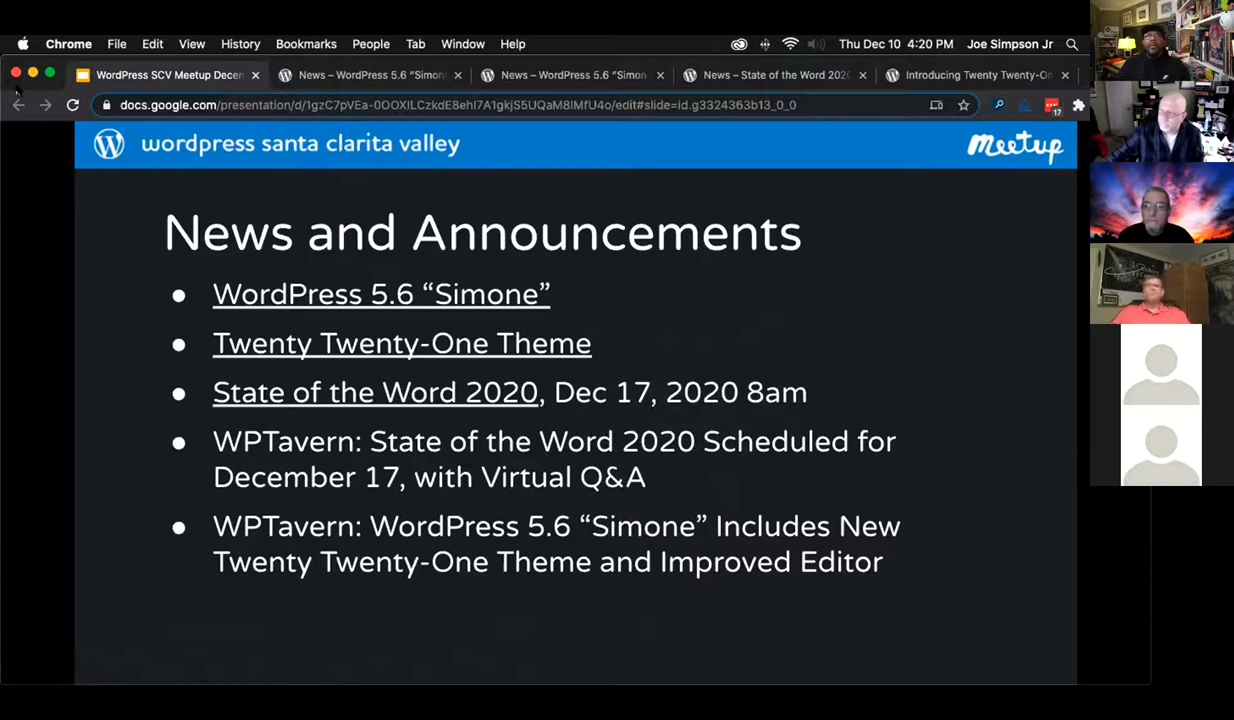 Chrome File Edit View History Bookmarks People Tab Window Help Thu Dec 10 4:20 PM Joe Simpson Jr
WordPress SCV Meetup Decen News – WordPress 5.6 “Simon News – WordPress 5.6 “Simon News – State of the Word 202 Introducing Twenty Twenty-On
docs.google.com/presentation/d/1gzC7pVEa-0OOXILCzkdE8ehI7A1gkjS5UQaM8lMfU4o/edit#slide=id.g3324363b13_0_0
17
wordpress santa clarita valley
Meetup
News and Announcements
● WordPress 5.6 “Simone”
● Twenty Twenty-One Theme
● State of the Word 2020, Dec 17, 2020 8am
● WPTavern: State of the Word 2020 Scheduled for
December 17, with Virtual Q&A
● WPTavern: WordPress 5.6 “Simone” Includes New
Twenty Twenty-One Theme and Improved Editor